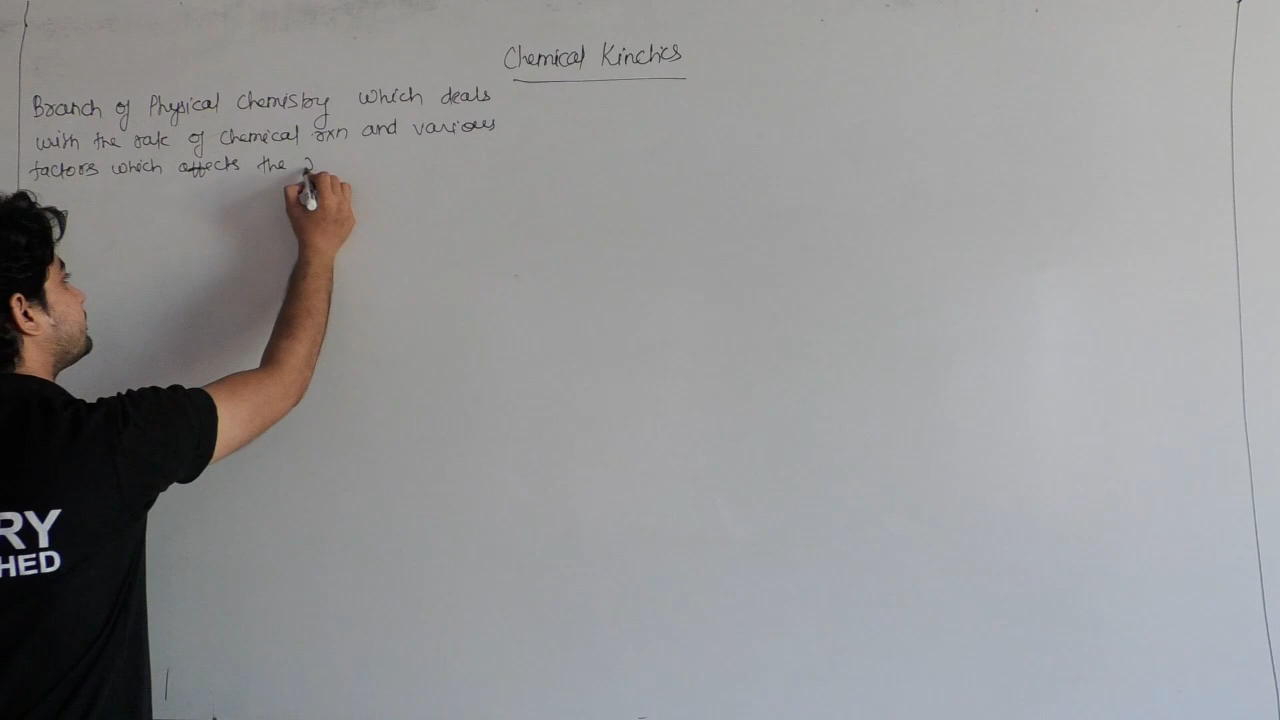 Chemical Kinetics
Branch of Physical Chemistry which deals
with the rate of chemical rxn and various
factors which affects the
RY
HED